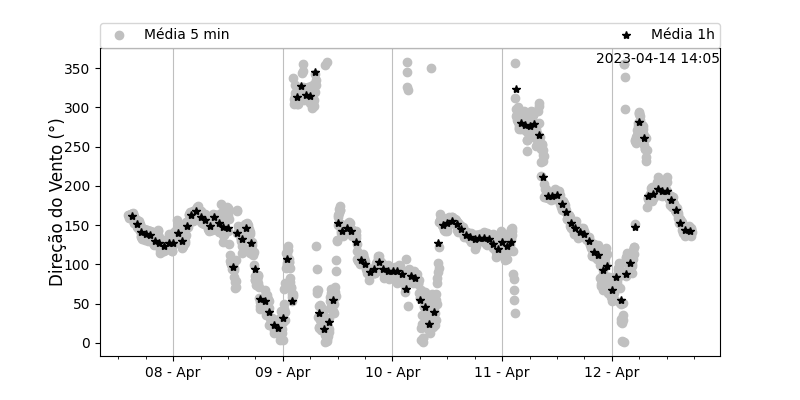 Média 5 min
Média 1h
2023-04-14 14:05
Direção do Vento (°)
350
300
250
200
150
100
50
0
08 - Apr
09 - Apr
10 - Apr
11 - Apr
12 - Apr